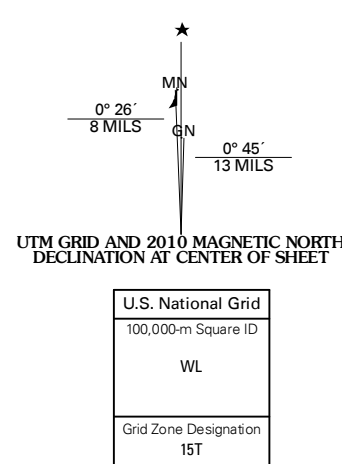 MN
0° 26´
8 MILS
GN
0° 45´
13 MILS
UTM GRID AND 2010 MAGNETIC NORTH
DECLINATION AT CENTER OF SHEET
U.S. National Grid
100,000-m Square ID
WL
Grid Zone Designation
15T